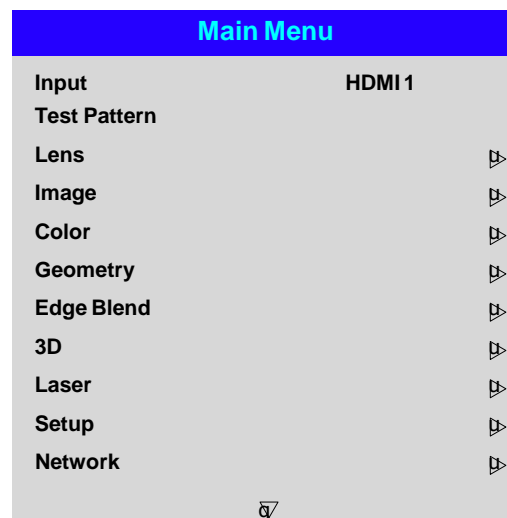 Main Menu
Input HDMI 1
Test Pattern
Lens
Image
Color
Geometry
Edge Blend
3D
Laser
Setup
Network